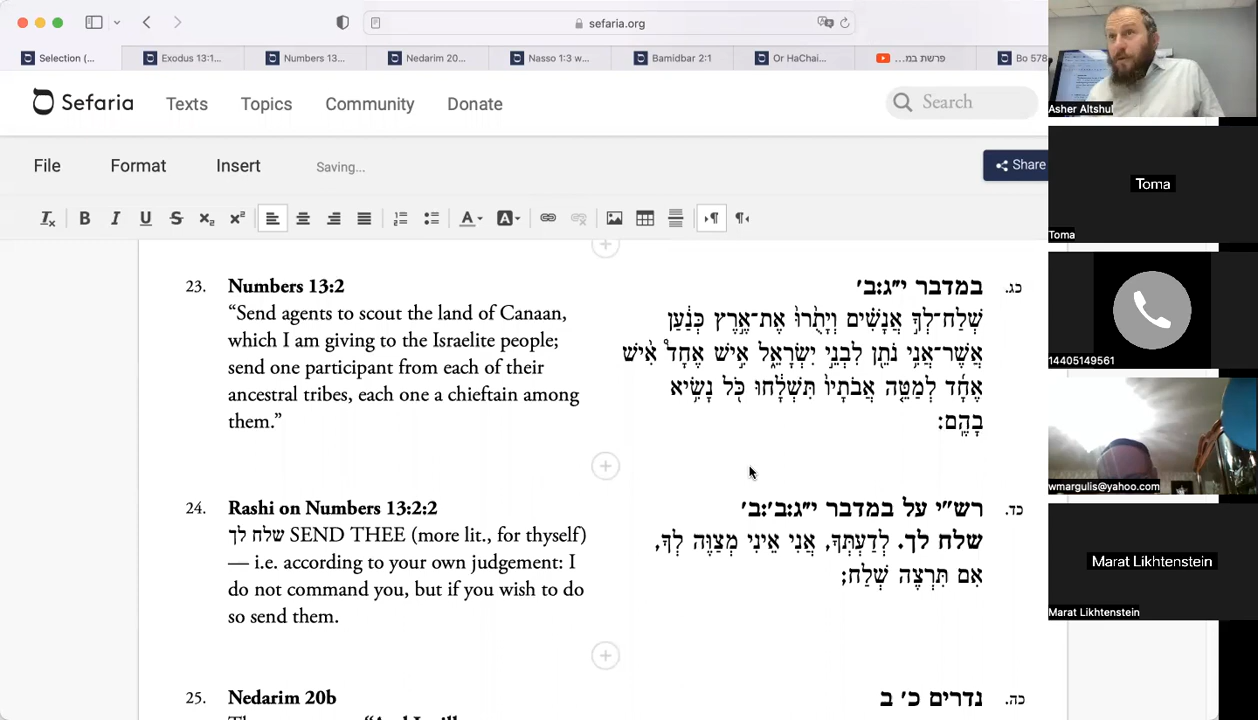 sefaria.org
Selection (...
Exodus 13:1...
Numbers 13...
Nedarim 20...
Nasso 1:3 w...
Bamidbar 2:1
Or HaChai...
פרשת במ...
Bo 578
Sefaria Texts Topics Community Donate
Search
File Format Insert Saving...
Share
23. Numbers 13:2
“Send agents to scout the land of Canaan,
which I am giving to the Israelite people;
send one participant from each of their
ancestral tribes, each one a chieftain among
them.”
כג. במדבר י״ג:ב׳
שְׁלַח־לְךָ֣ אֲנָשִׁ֗ים וְיָתֻ֙רוּ֙ אֶת־אֶ֣רֶץ כְּנַ֔עַן
אֲשֶׁר־אֲנִ֥י נֹתֵ֖ן לִבְנֵ֣י יִשְׂרָאֵ֑ל אִ֣ישׁ אֶחָד֩ אִ֨ישׁ
אֶחָ֜ד לְמַטֵּ֤ה אֲבֹתָיו֙ תִּשְׁלָ֔חוּ כֹּ֖ל נָשִׂ֥יא
בָהֶֽם׃
24. Rashi on Numbers 13:2:2
שלח לך SEND THEE (more lit., for thyself)
— i.e. according to your own judgement: I
do not command you, but if you wish to do
so send them.
כד. רש״י על במדבר י״ג:ב׳:ב׳
שלח לך. לְדַעְתְּךָ, אֲנִי אֵינִי מְצַוֶּה לְךָ,
אִם תִּרְצֶה שְׁלַח;
25. Nedarim 20b
כה. נדרים כ׳ ב
Asher Altshul
Toma
Toma
14405149561
wmargulis@yahoo.com
Marat Likhtenstein
Marat Likhtenstein